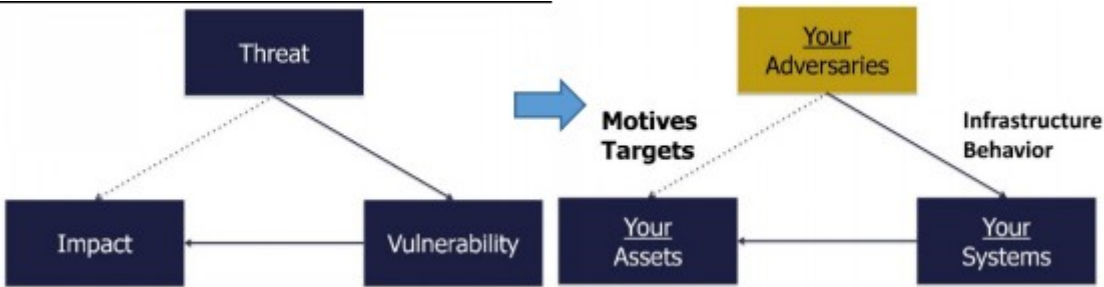 Threat
Impact
Vulnerability
Your
Adversaries
Motives
Targets
Infrastructure
Behavior
Your
Assets
Your
Systems